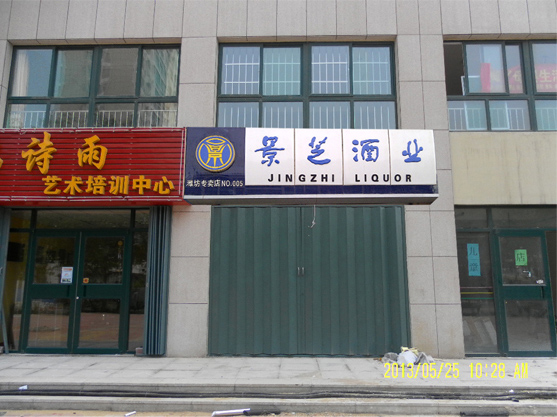 诗雨
艺术培训中心
景芝酒业
JINGZHI LIQUOR
潍坊专卖店NO.005
店
2013/05/25 10:28 AM